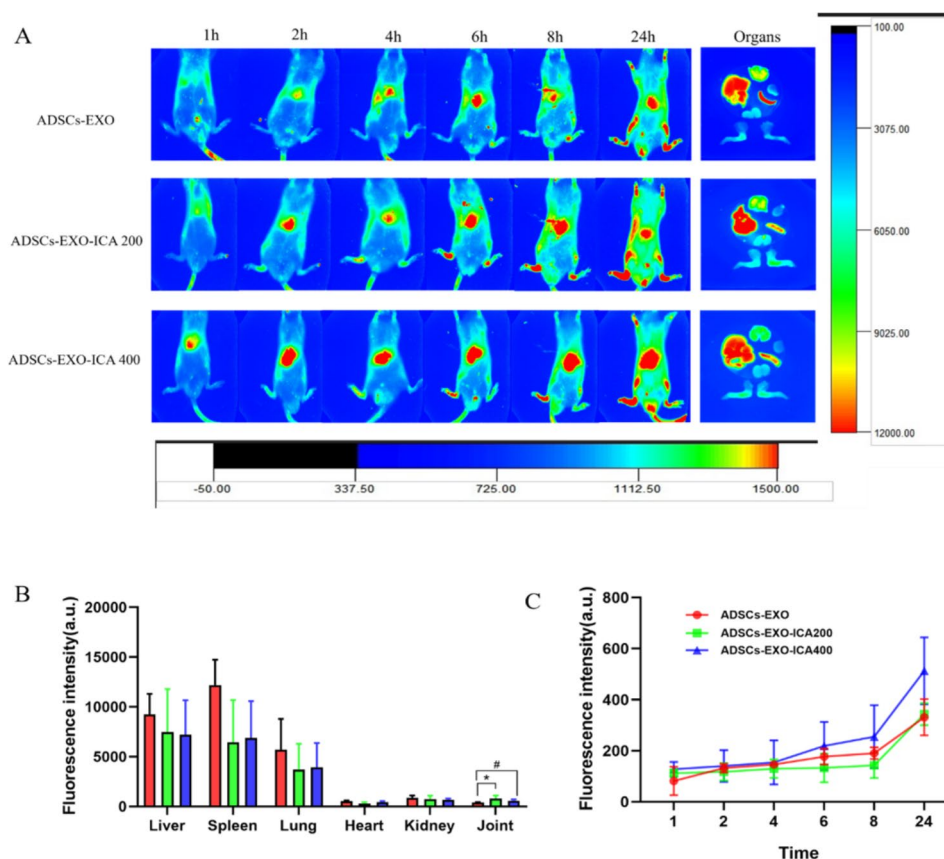 A
1h 2h 4h 6h 8h 24h Organs
ADSCs-EXO
ADSCs-EXO-ICA 200
ADSCs-EXO-ICA 400
100.00
3075.00
6050.00
9025.00
12000.00
-50.00 337.50 725.00 1112.50 1500.00
B
Fluorescence intensity(a.u.)
20000
15000
10000
5000
0
* #
Liver Spleen Lung Heart Kidney Joint
C
Fluorescence intensity(a.u.)
800
600
400
200
0
ADSCs-EXO
ADSCs-EXO-ICA200
ADSCs-EXO-ICA400
1 2 4 6 8 24
Time